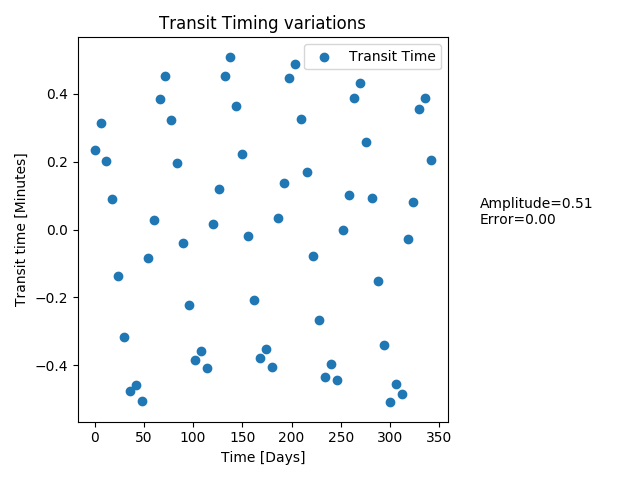 Transit Timing variations
Transit Time
0.4
0.2
0.0
−0.2
−0.4
Transit time [Minutes]
0 50 100 150 200 250 300 350
Time [Days]
Amplitude=0.51
Error=0.00